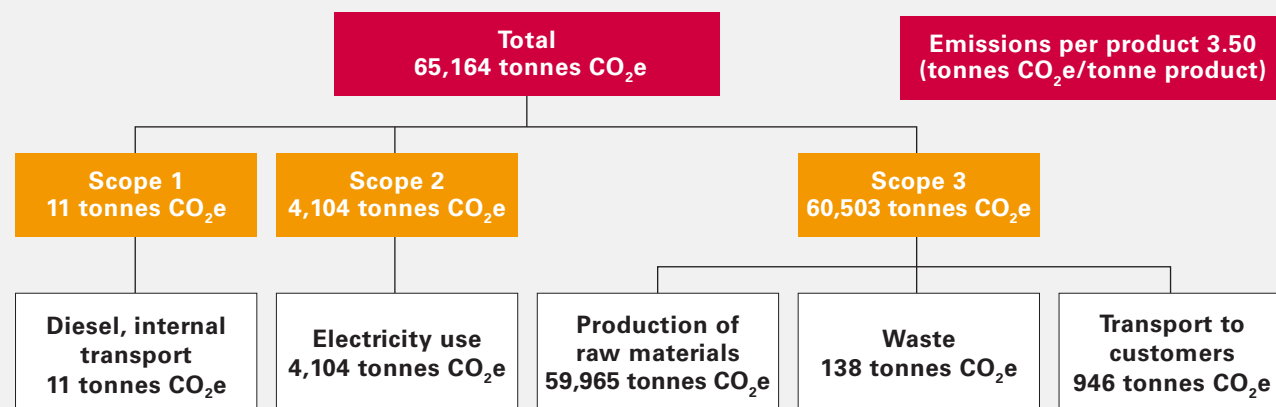 Total
65,164 tonnes CO₂e
Emissions per product 3.50
(tonnes CO₂e/tonne product)
Scope 1
11 tonnes CO₂e
Scope 2
4,104 tonnes CO₂e
Scope 3
60,503 tonnes CO₂e
Diesel, internal
transport
11 tonnes CO₂e
Electricity use
4,104 tonnes CO₂e
Production of
raw materials
59,965 tonnes CO₂e
Waste
138 tonnes CO₂e
Transport to
customers
946 tonnes CO₂e